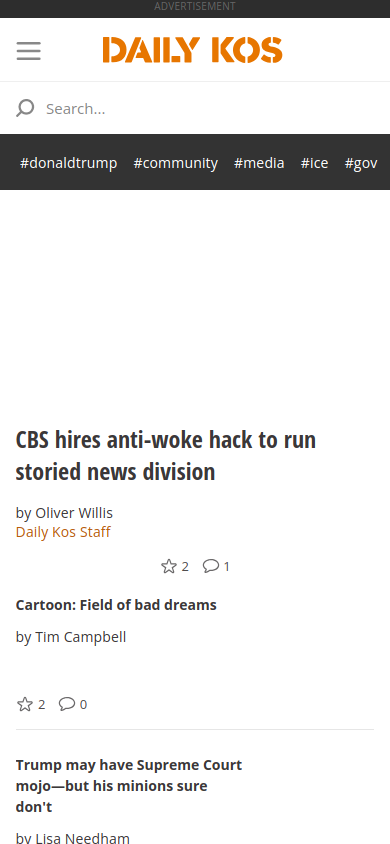 ADVERTISEMENT
DAILY KOS
Search...
#donaldtrump #community #media #ice #gov
CBS hires anti-woke hack to run
storied news division
by Oliver Willis
Daily Kos Staff
2 1
Cartoon: Field of bad dreams
by Tim Campbell
2 0
Trump may have Supreme Court
mojo—but his minions sure
don't
by Lisa Needham